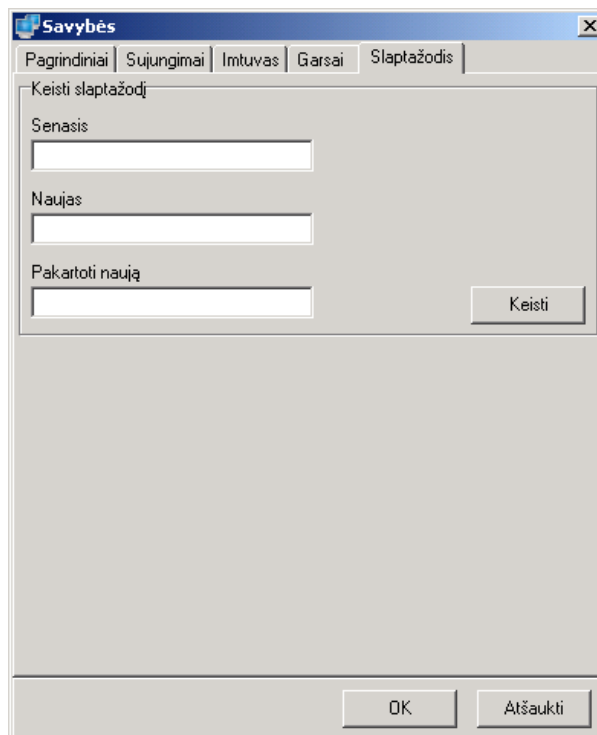 Savybės
Pagrindiniai Sujungimai Imtuvas Garsai Slaptažodis
Keisti slaptažodį
Senasis
Naujas
Pakartoti naują
Keisti
OK Atšaukti